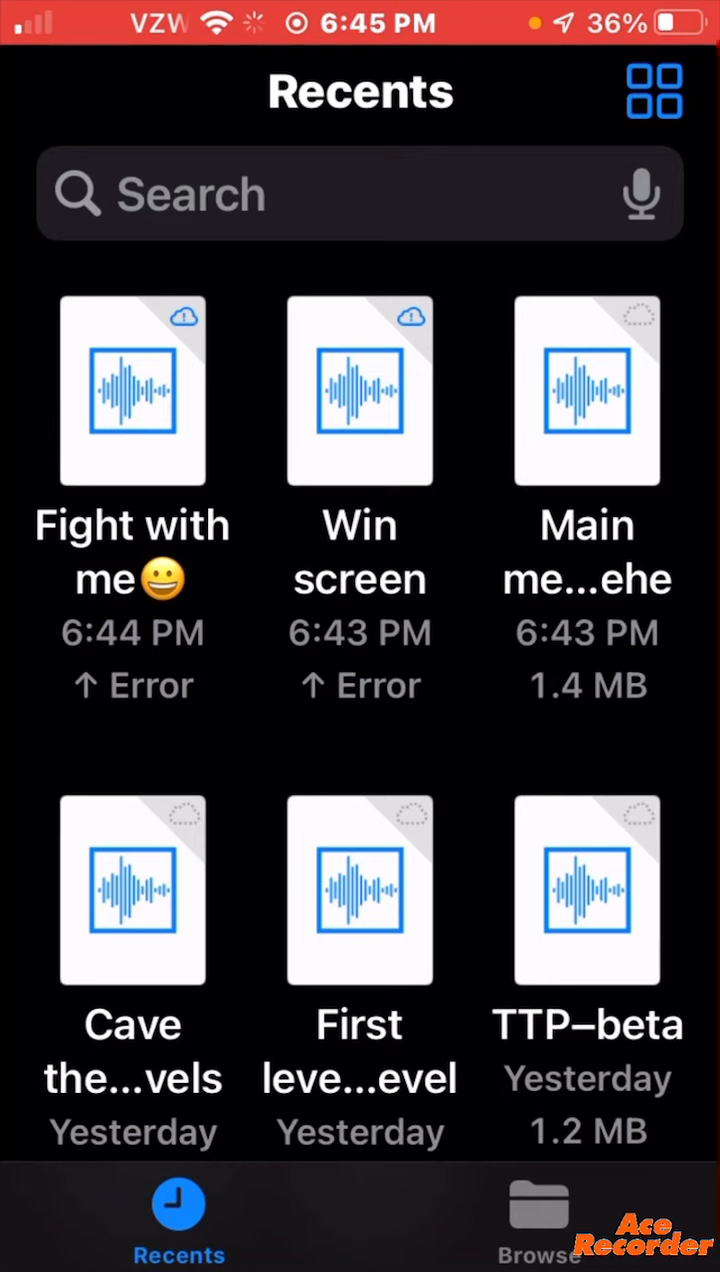 VZW 6:45 PM 36%
Recents
Search
Fight with
me😀
6:44 PM
↑ Error
Win
screen
6:43 PM
↑ Error
Main
me...ehe
6:43 PM
1.4 MB
Cave
the...vels
Yesterday
First
leve...evel
Yesterday
TTP–beta
Yesterday
1.2 MB
Recents
Browse
Ace
Recorder